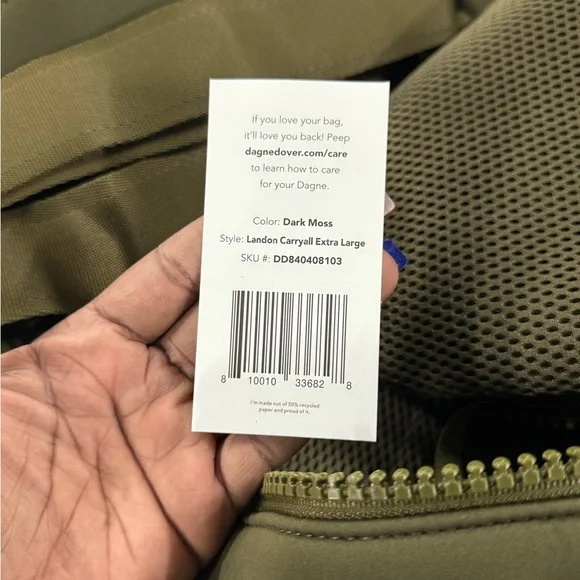 If you love your bag,
it'll love you back! Peep
dagnedover.com/care
to learn how to care
for your Dagne.
Color: Dark Moss
Style: Landon Carryall Extra Large
SKU #: DD840408103
8 10010 33682 8
I'm made out of 50% recycled
paper and proud of it.